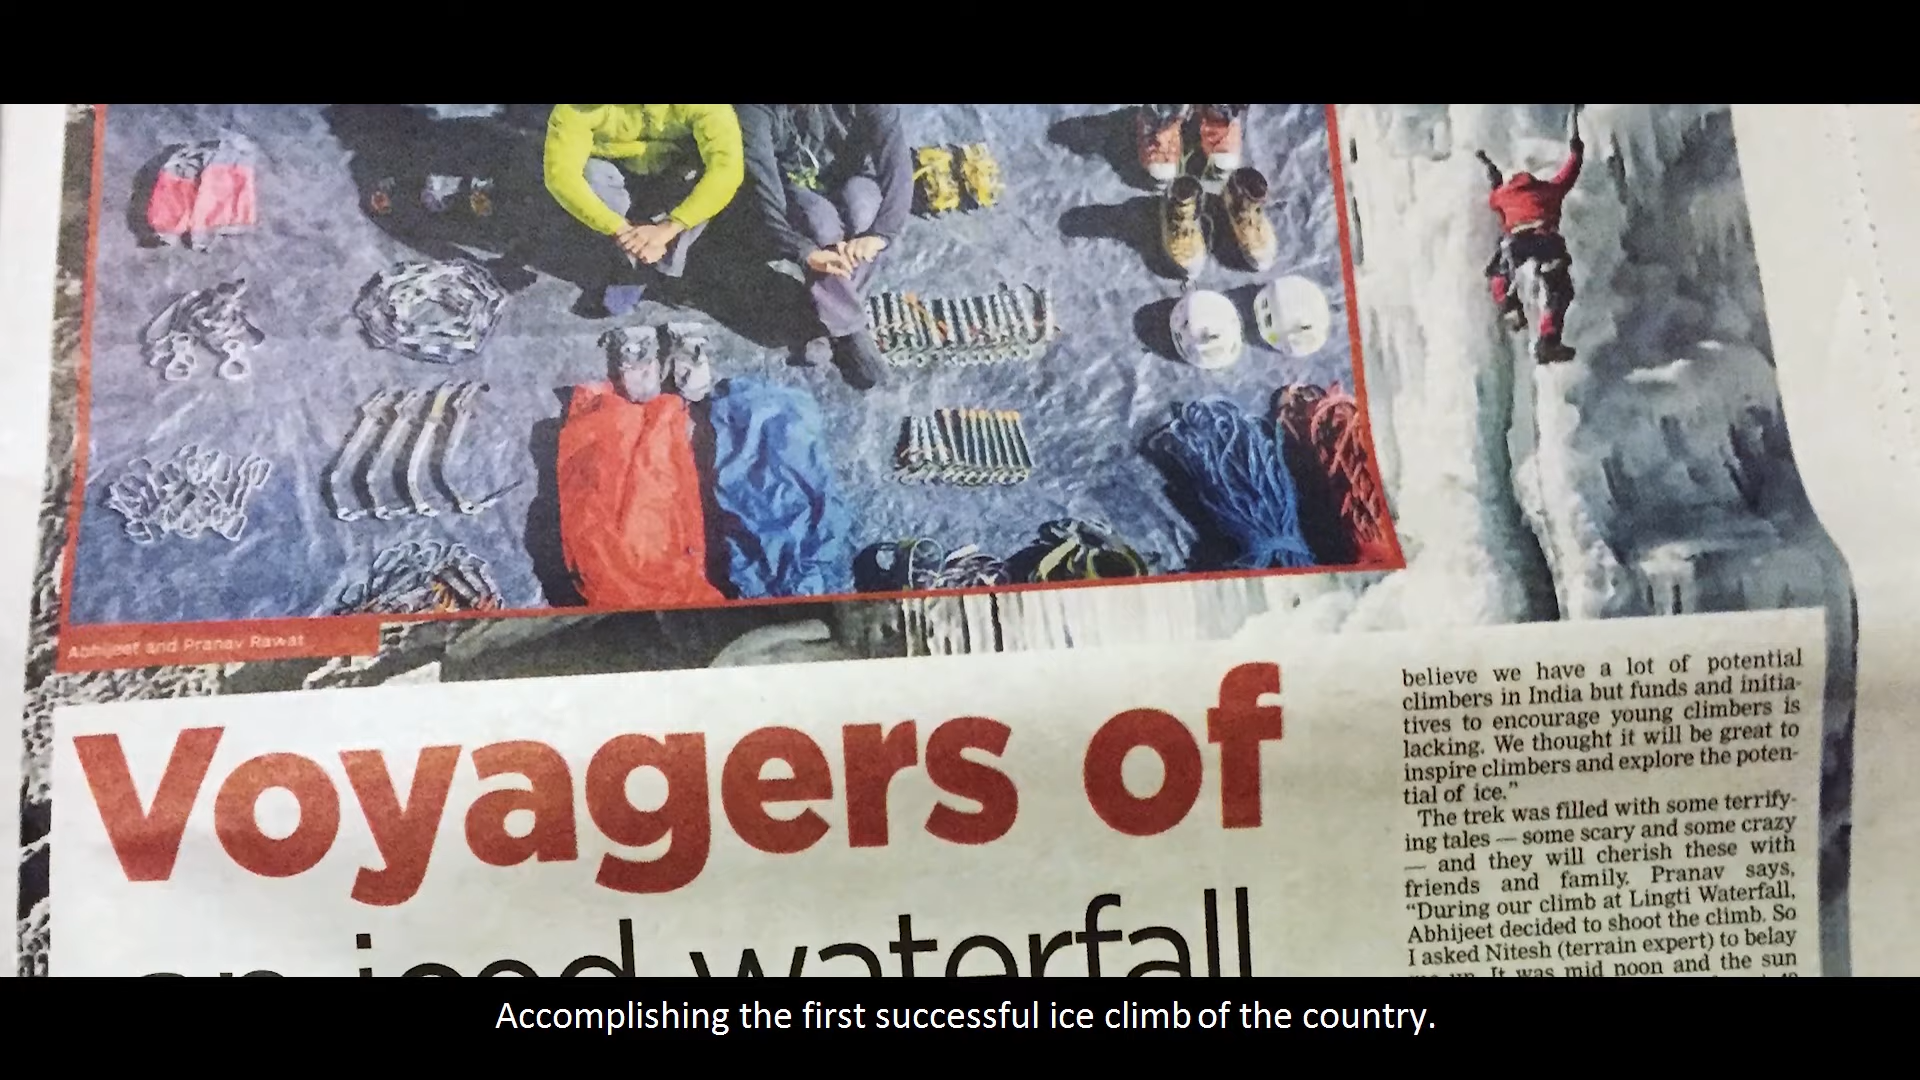 Abhijeet and Pranav Rawat
Voyagers of
an iced waterfall
believe we have a lot of potential
climbers in India but funds and initia-
tives to encourage young climbers is
lacking. We thought it will be great to
inspire climbers and explore the poten-
tial of ice.”
The trek was filled with some terrify-
ing tales — some scary and some crazy
— and they will cherish these with
friends and family. Pranav says,
“During our climb at Lingti Waterfall,
Abhijeet decided to shoot the climb. So
I asked Nitesh (terrain expert) to belay
me up. It was mid noon and the sun
Accomplishing the first successful ice climb of the country.